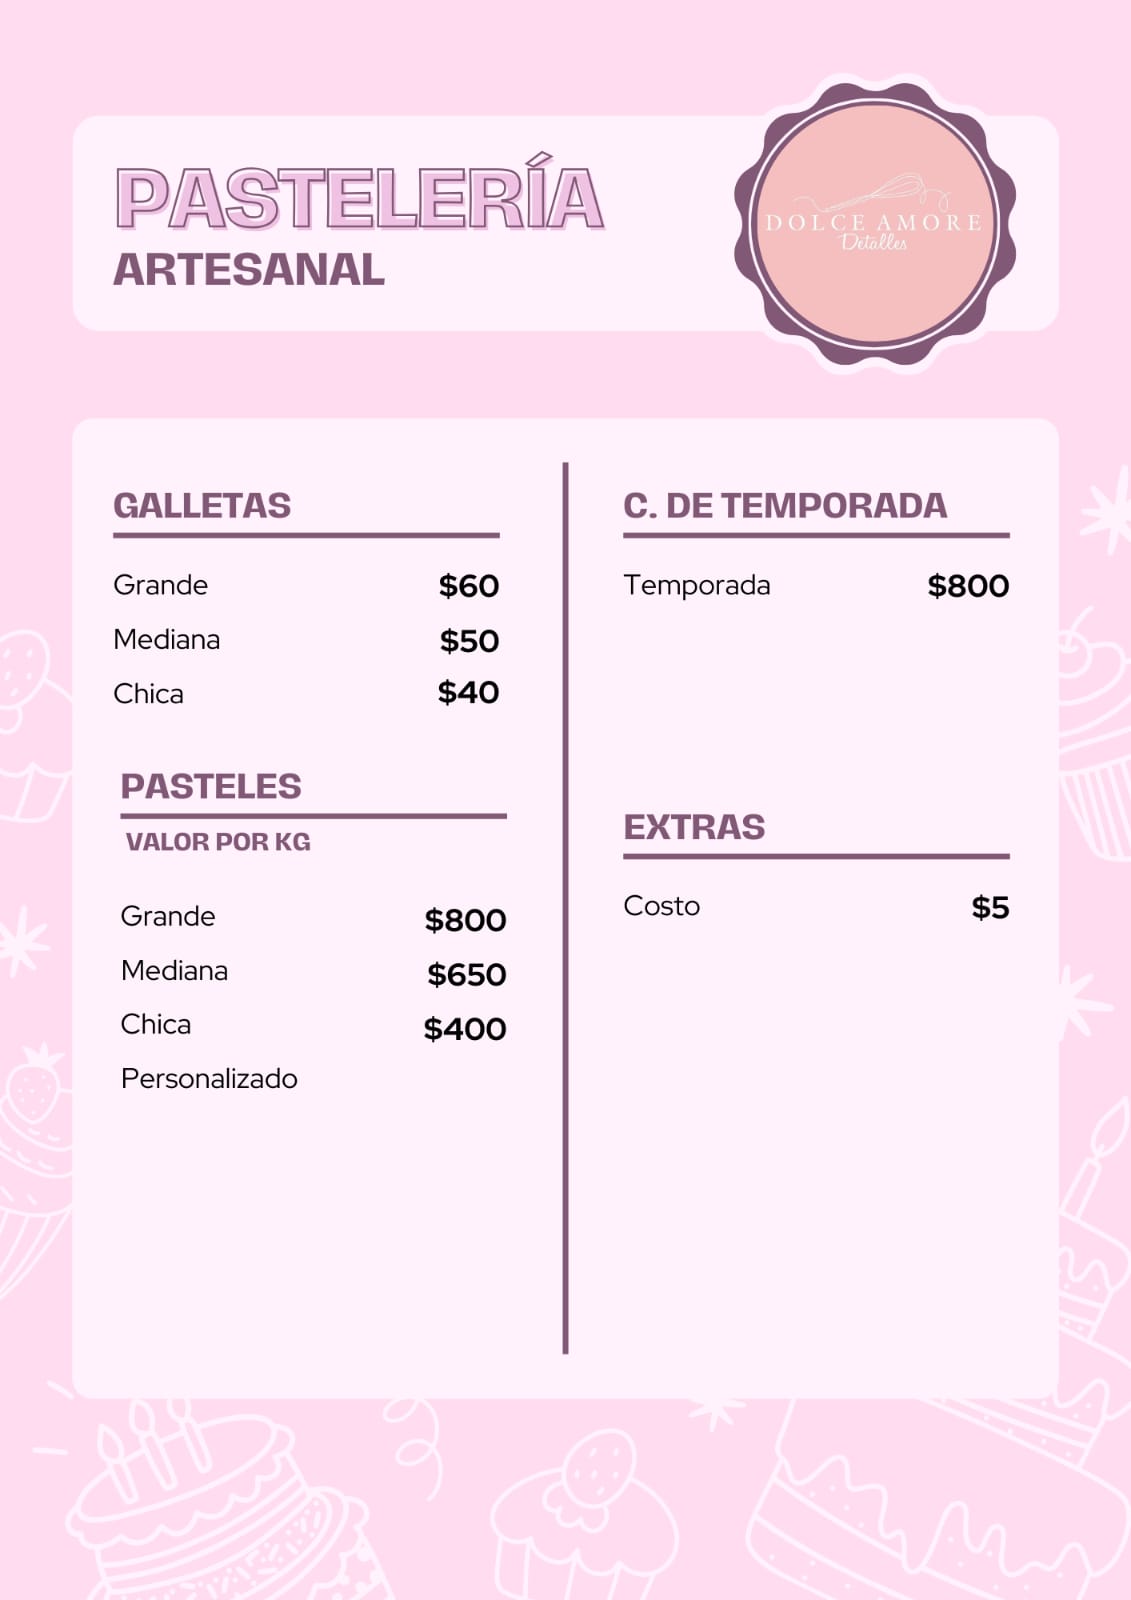 PASTELERÍA
ARTESANAL
DOLCE AMORE
Detalles
GALLETAS
Grande $60
Mediana $50
Chica $40
PASTELES
VALOR POR KG
Grande $800
Mediana $650
Chica $400
Personalizado
C. DE TEMPORADA
Temporada $800
EXTRAS
Costo $5